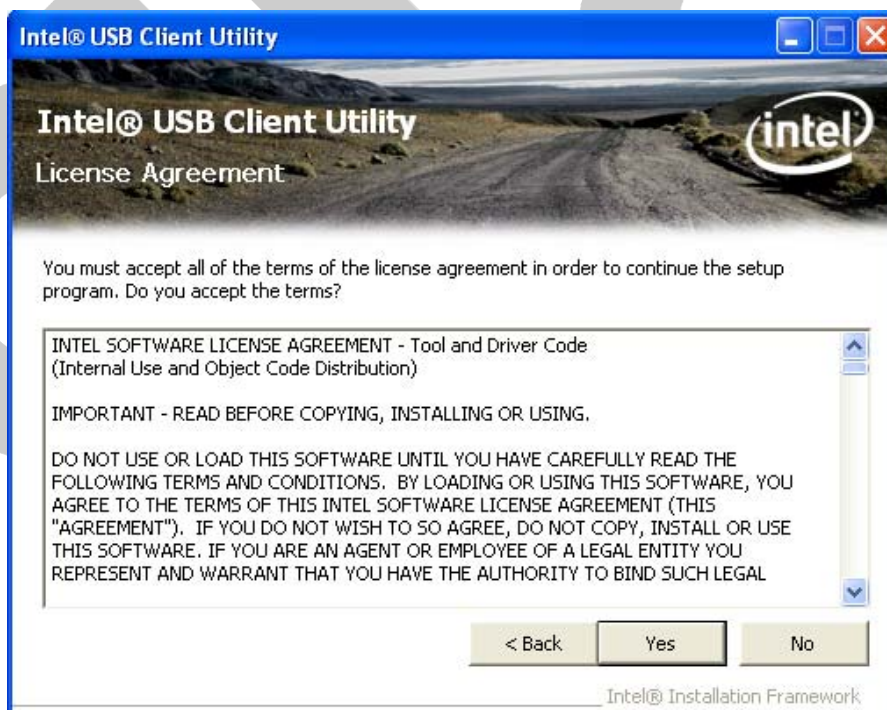 Intel® USB Client Utility
Intel® USB Client Utility
intel
License Agreement
You must accept all of the terms of the license agreement in order to continue the setup
program. Do you accept the terms?
INTEL SOFTWARE LICENSE AGREEMENT - Tool and Driver Code
(Internal Use and Object Code Distribution)
IMPORTANT - READ BEFORE COPYING, INSTALLING OR USING.
DO NOT USE OR LOAD THIS SOFTWARE UNTIL YOU HAVE CAREFULLY READ THE
FOLLOWING TERMS AND CONDITIONS.  BY LOADING OR USING THIS SOFTWARE, YOU
AGREE TO THE TERMS OF THIS INTEL SOFTWARE LICENSE AGREEMENT (THIS
"AGREEMENT").  IF YOU DO NOT WISH TO SO AGREE, DO NOT COPY, INSTALL OR USE
THIS SOFTWARE. IF YOU ARE AN AGENT OR EMPLOYEE OF A LEGAL ENTITY YOU
REPRESENT AND WARRANT THAT YOU HAVE THE AUTHORITY TO BIND SUCH LEGAL
< Back
Yes
No
Intel® Installation Framework